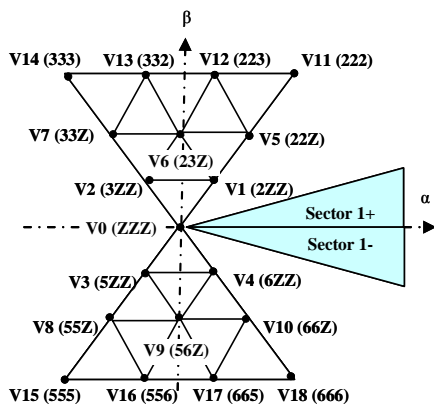 β
V14 (333) V13 (332) V12 (223) V11 (222)
V7 (33Z) V5 (22Z)
V6 (23Z)
V2 (3ZZ) V1 (2ZZ)
α
Sector 1+
V0 (ZZZ)
Sector 1-
V3 (5ZZ) V4 (6ZZ)
V8 (55Z) V10 (66Z)
V9 (56Z)
V15 (555) V16 (556) V17 (665) V18 (666)